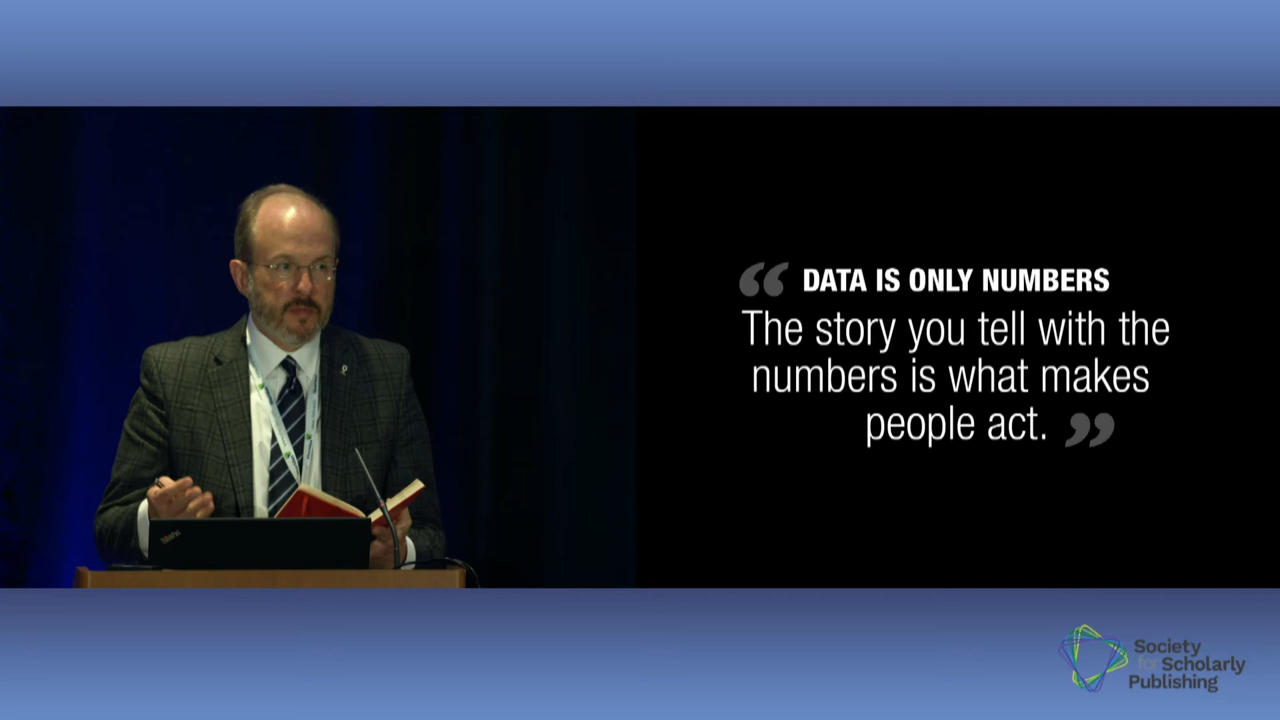 DATA IS ONLY NUMBERS
The story you tell with the
numbers is what makes
people act.
ThinkPad
Society
for Scholarly
Publishing